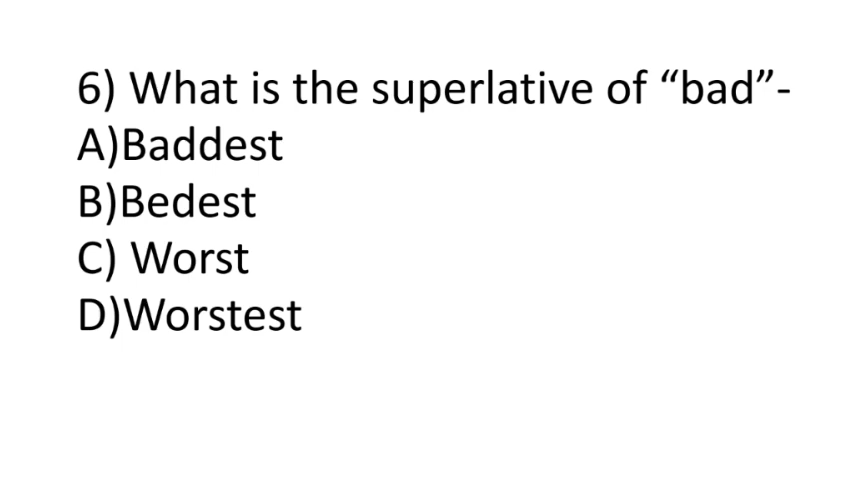 6) What is the superlative of “bad”-
A)Baddest
B)Bedest
C) Worst
D)Worstest